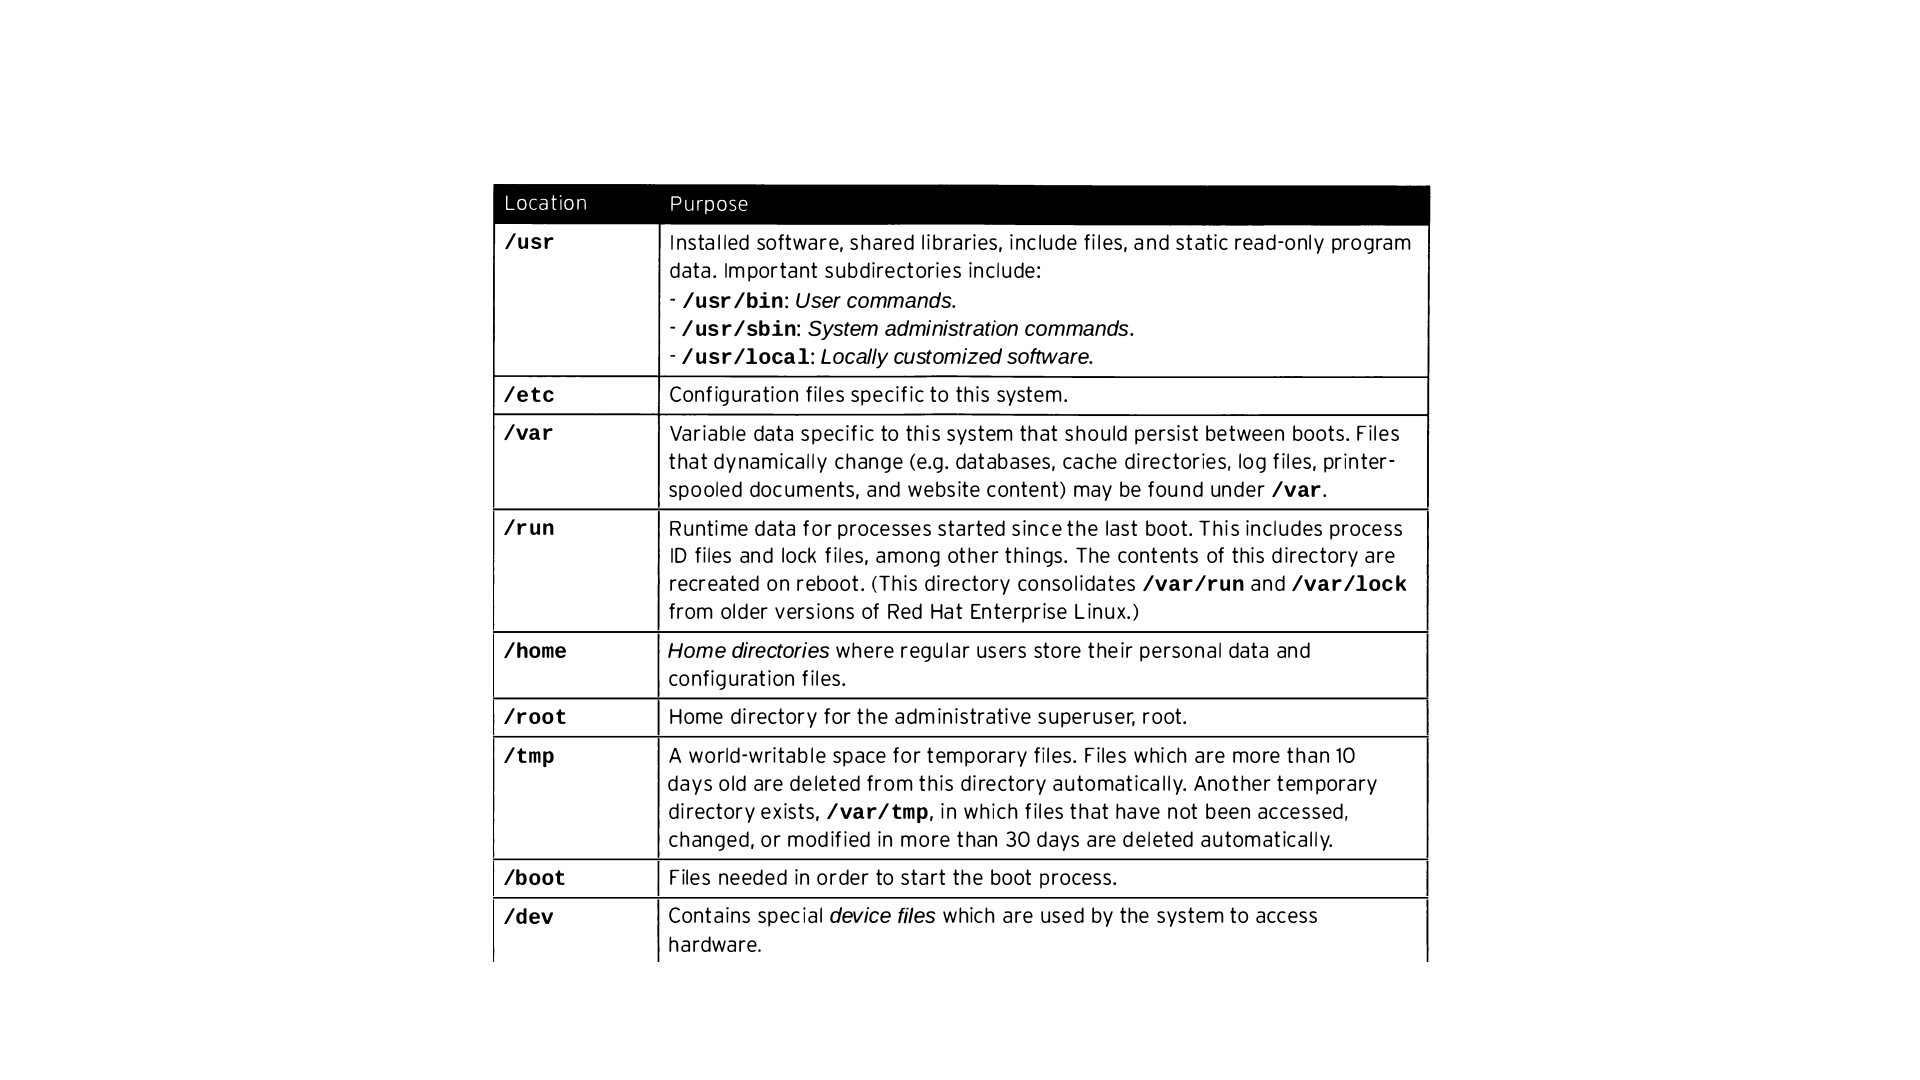 Location Purpose
/usr Installed software, shared libraries, include files, and static read-only program
data. Important subdirectories include:
- /usr/bin: User commands.
- /usr/sbin: System administration commands.
- /usr/local: Locally customized software.
/etc Configuration files specific to this system.
/var Variable data specific to this system that should persist between boots. Files
that dynamically change (e.g. databases, cache directories, log files, printer-
spooled documents, and website content) may be found under /var.
/run Runtime data for processes started since the last boot. This includes process
ID files and lock files, among other things. The contents of this directory are
recreated on reboot. (This directory consolidates /var/run and /var/lock
from older versions of Red Hat Enterprise Linux.)
/home Home directories where regular users store their personal data and
configuration files.
/root Home directory for the administrative superuser, root.
/tmp A world-writable space for temporary files. Files which are more than 10
days old are deleted from this directory automatically. Another temporary
directory exists, /var/tmp, in which files that have not been accessed,
changed, or modified in more than 30 days are deleted automatically.
/boot Files needed in order to start the boot process.
/dev Contains special device files which are used by the system to access
hardware.